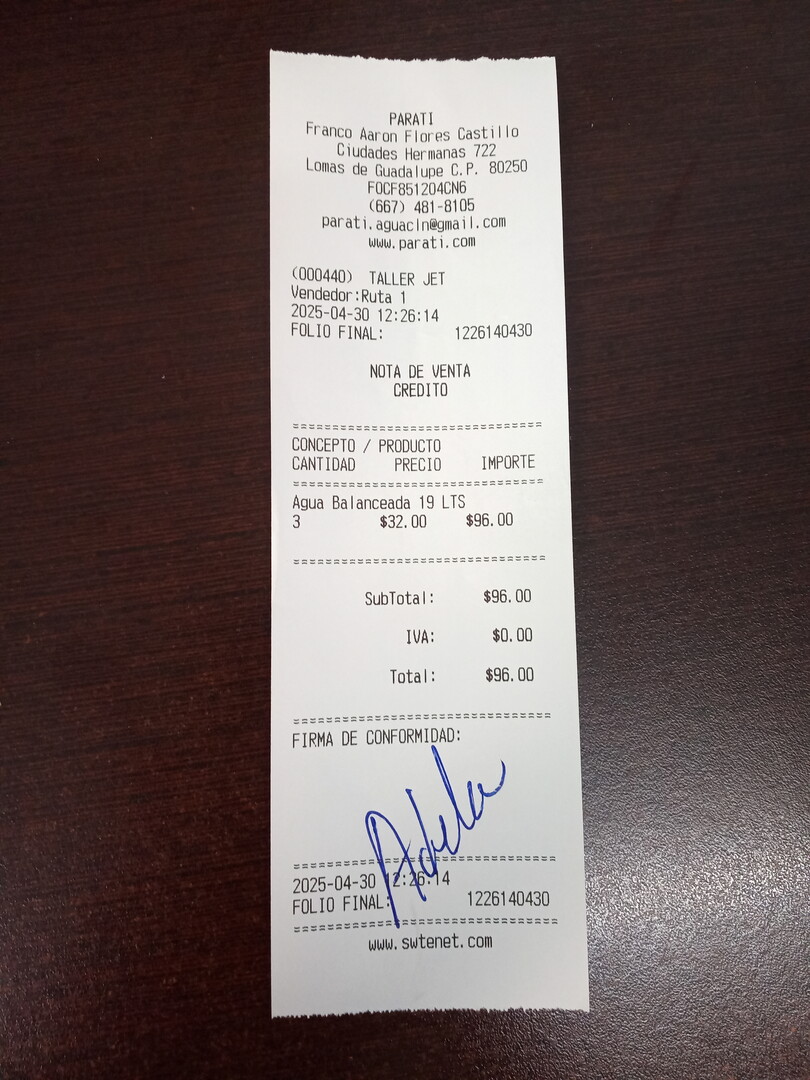 PARATI
Franco Aaron Flores Castillo
Ciudades Hermanas 722
Lomas de Guadalupe C.P. 80250
FOCF851204CN6
(667) 481-8105
parati.aguacln@gmail.com
www.parati.com
(000440) TALLER JET
Vendedor:Ruta 1
2025-04-30 12:26:14
FOLIO FINAL: 1226140430
NOTA DE VENTA
CREDITO
================================
CONCEPTO / PRODUCTO
CANTIDAD PRECIO IMPORTE
================================
Agua Balanceada 19 LTS
3 $32.00 $96.00
================================
SubTotal: $96.00
IVA: $0.00
Total: $96.00
================================
FIRMA DE CONFORMIDAD:
Adela
================================
2025-04-30 12:26:14
FOLIO FINAL: 1226140430
================================
www.swtenet.com